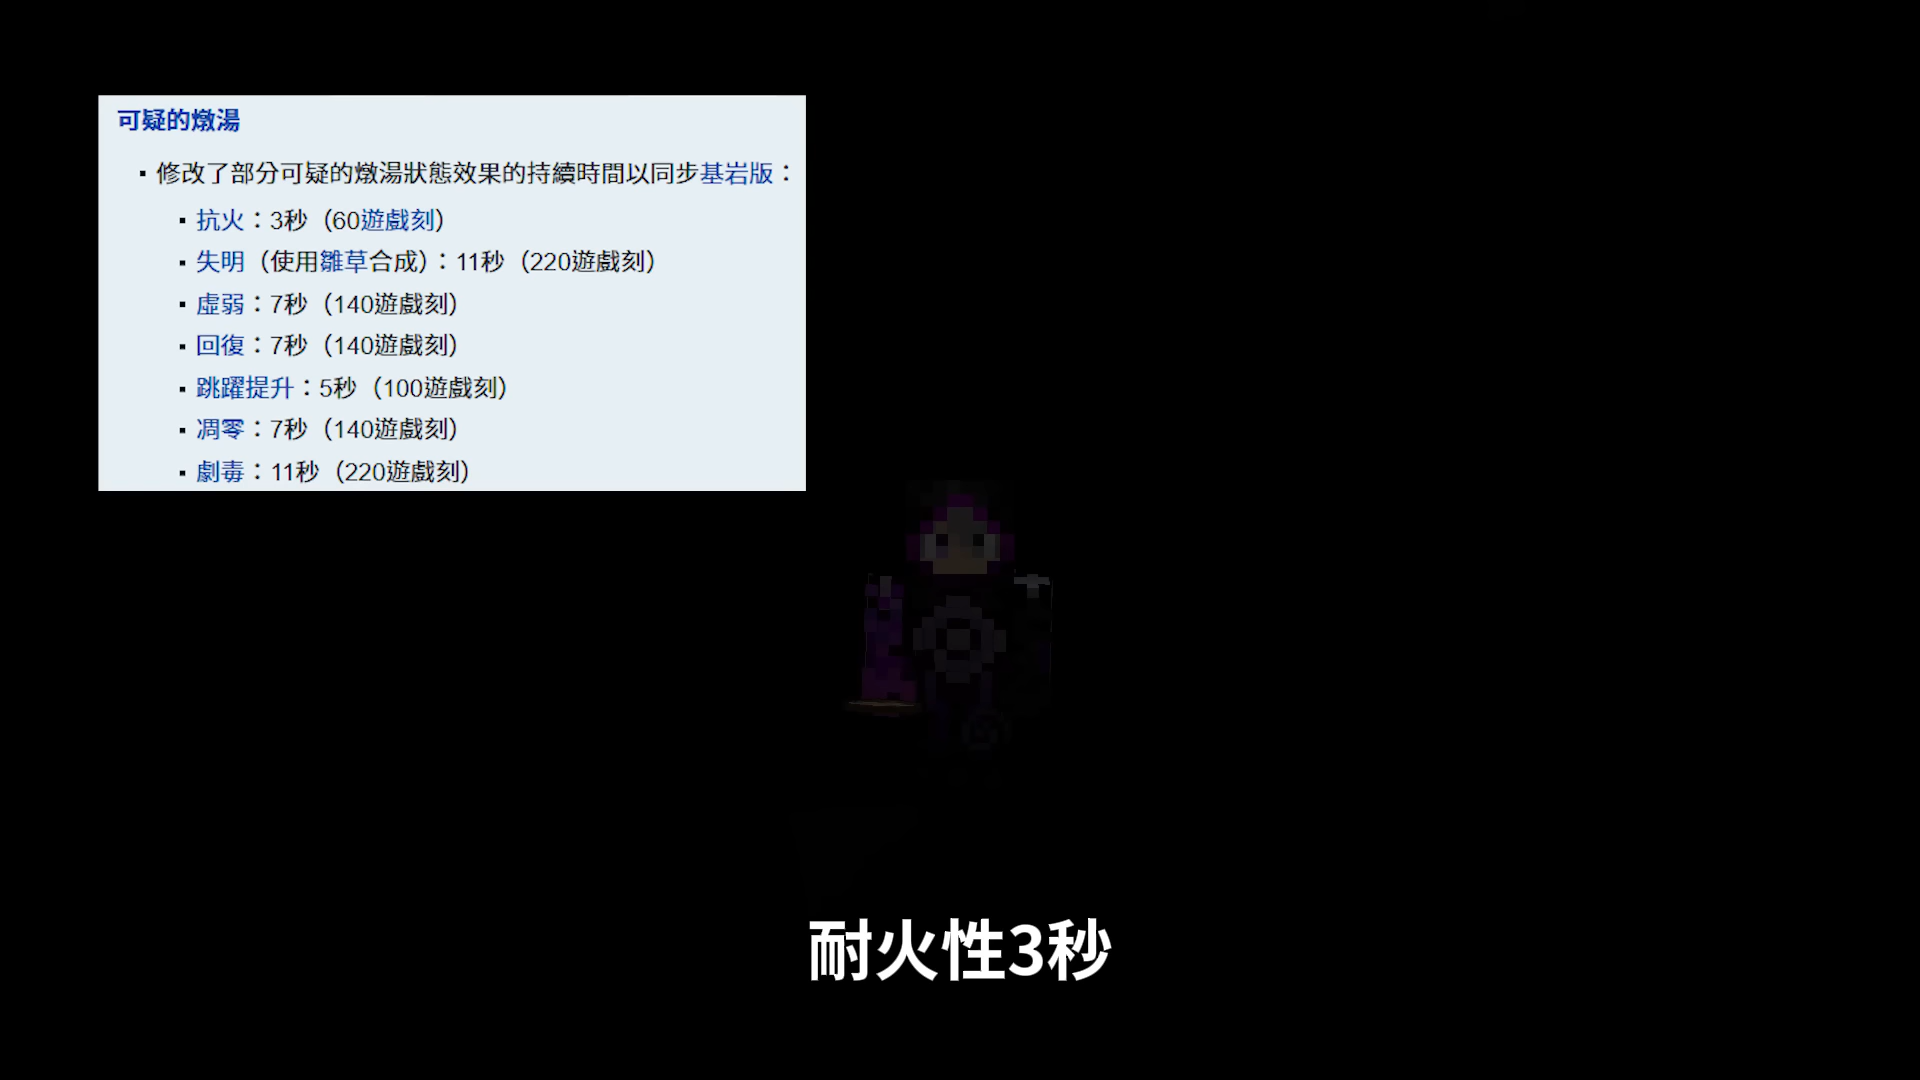 可疑的燉湯
▪ 修改了部分可疑的燉湯狀態效果的持續時間以同步基岩版：
▪ 抗火：3秒（60遊戲刻）
▪ 失明（使用雛草合成）：11秒（220遊戲刻）
▪ 虛弱：7秒（140遊戲刻）
▪ 回復：7秒（140遊戲刻）
▪ 跳躍提升：5秒（100遊戲刻）
▪ 凋零：7秒（140遊戲刻）
▪ 劇毒：11秒（220遊戲刻）
耐火性3秒